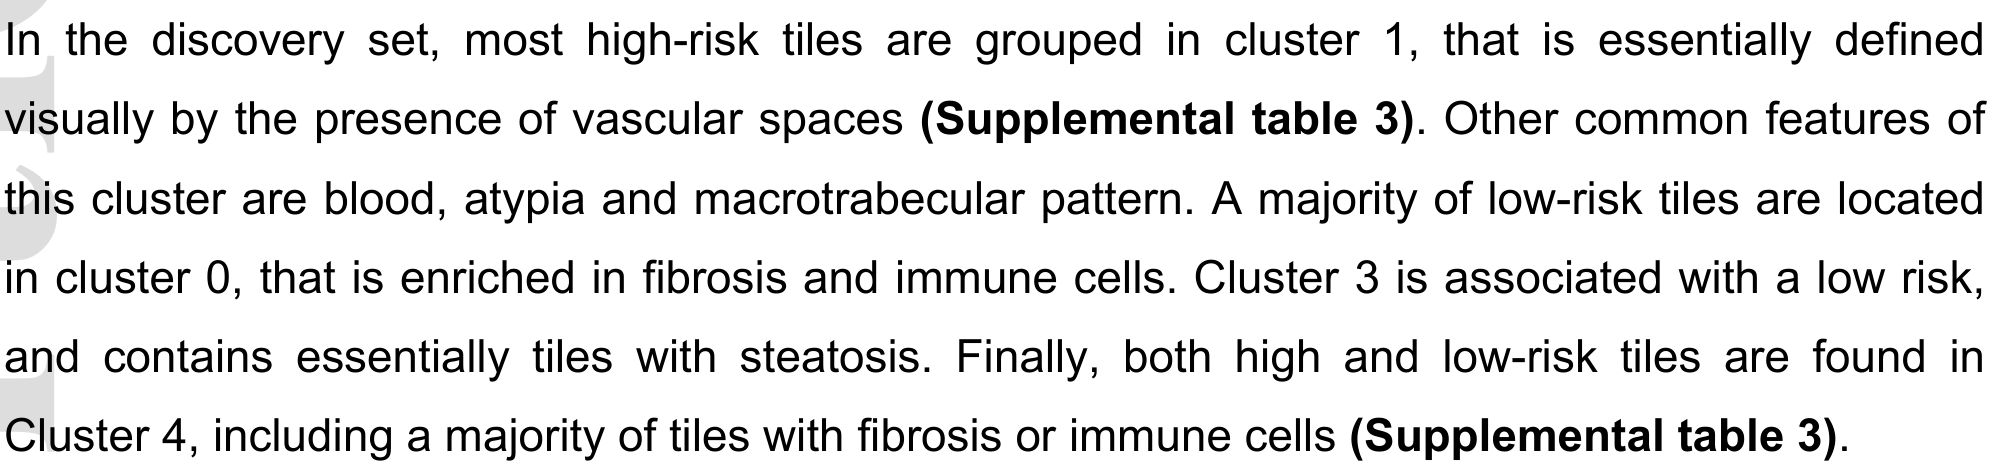 In the discovery set, most high-risk tiles are grouped in cluster 1, that is essentially defined
visually by the presence of vascular spaces (Supplemental table 3). Other common features of
this cluster are blood, atypia and macrotrabecular pattern. A majority of low-risk tiles are located
in cluster 0, that is enriched in fibrosis and immune cells. Cluster 3 is associated with a low risk,
and contains essentially tiles with steatosis. Finally, both high and low-risk tiles are found in
Cluster 4, including a majority of tiles with fibrosis or immune cells (Supplemental table 3).